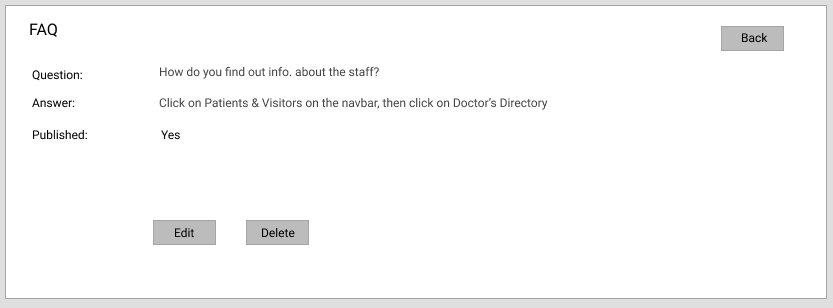 FAQ
Back
Question: How do you find out info. about the staff?
Answer: Click on Patients & Visitors on the navbar, then click on Doctor's Directory
Published: Yes
Edit Delete